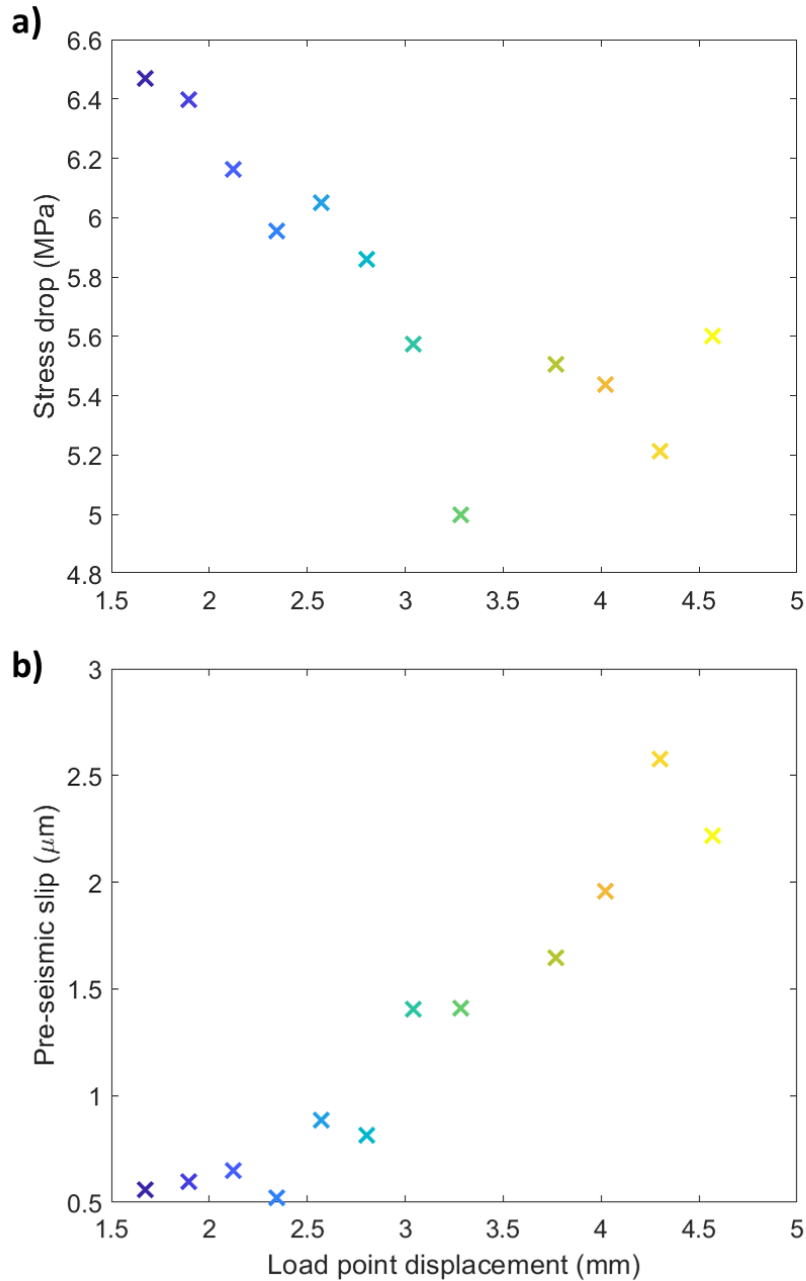 a)
6.6
6.4
6.2
6
5.8
5.6
5.4
5.2
5
4.8
Stress drop (MPa)
1.5 2 2.5 3 3.5 4 4.5 5
b)
3
2.5
2
1.5
1
0.5
Pre-seismic slip (μm)
1.5 2 2.5 3 3.5 4 4.5 5
Load point displacement (mm)